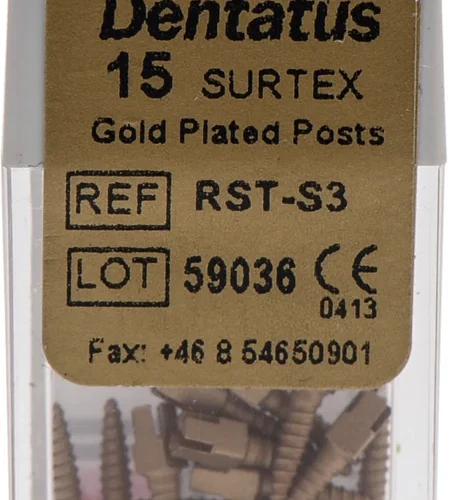 Dentatus
15 SURTEX
Gold Plated Posts
REF RST-S3
LOT 59036 CE
0413
Fax: +46 8 54650901